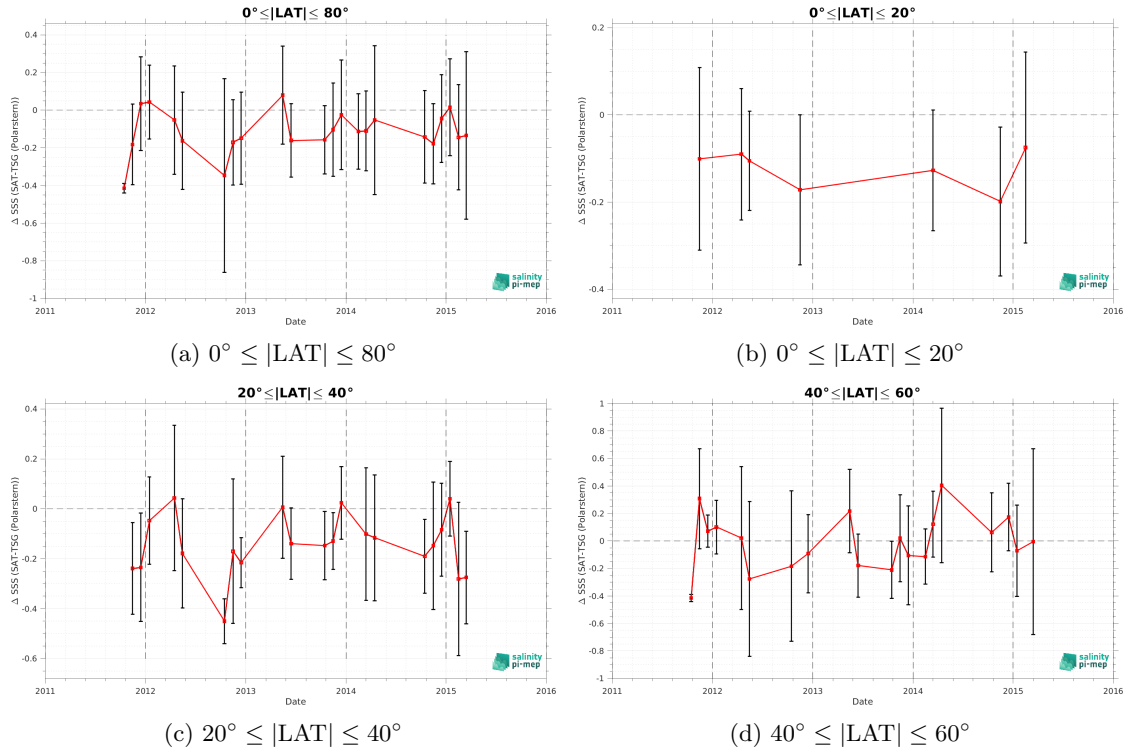 0°≤|LAT|≤ 80°
0.4
0.2
0
-0.2
-0.4
-0.6
-0.8
-1
Δ SSS (SAT-TSG (Polarstern))
2011 2012 2013 2014 2015 2016
Date
salinity
pi-mep
(a) 0° ≤ |LAT| ≤ 80°
0°≤|LAT|≤ 20°
0.2
0
-0.2
-0.4
Δ SSS (SAT-TSG (Polarstern))
2011 2012 2013 2014 2015 2016
Date
salinity
pi-mep
(b) 0° ≤ |LAT| ≤ 20°
20°≤|LAT|≤ 40°
0.4
0.2
0
-0.2
-0.4
-0.6
Δ SSS (SAT-TSG (Polarstern))
2011 2012 2013 2014 2015 2016
Date
salinity
pi-mep
(c) 20° ≤ |LAT| ≤ 40°
40°≤|LAT|≤ 60°
1
0.8
0.6
0.4
0.2
0
-0.2
-0.4
-0.6
-0.8
-1
Δ SSS (SAT-TSG (Polarstern))
2011 2012 2013 2014 2015 2016
Date
salinity
pi-mep
(d) 40° ≤ |LAT| ≤ 60°